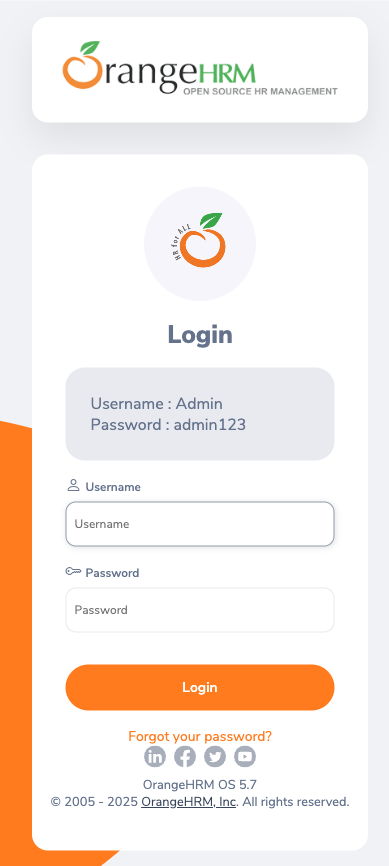 OrangeHRM
OPEN SOURCE HR MANAGEMENT
HR for ALL
Login
Username : Admin
Password : admin123
Username
Username
Password
Password
Login
Forgot your password?
OrangeHRM OS 5.7
© 2005 - 2025 OrangeHRM, Inc. All rights reserved.